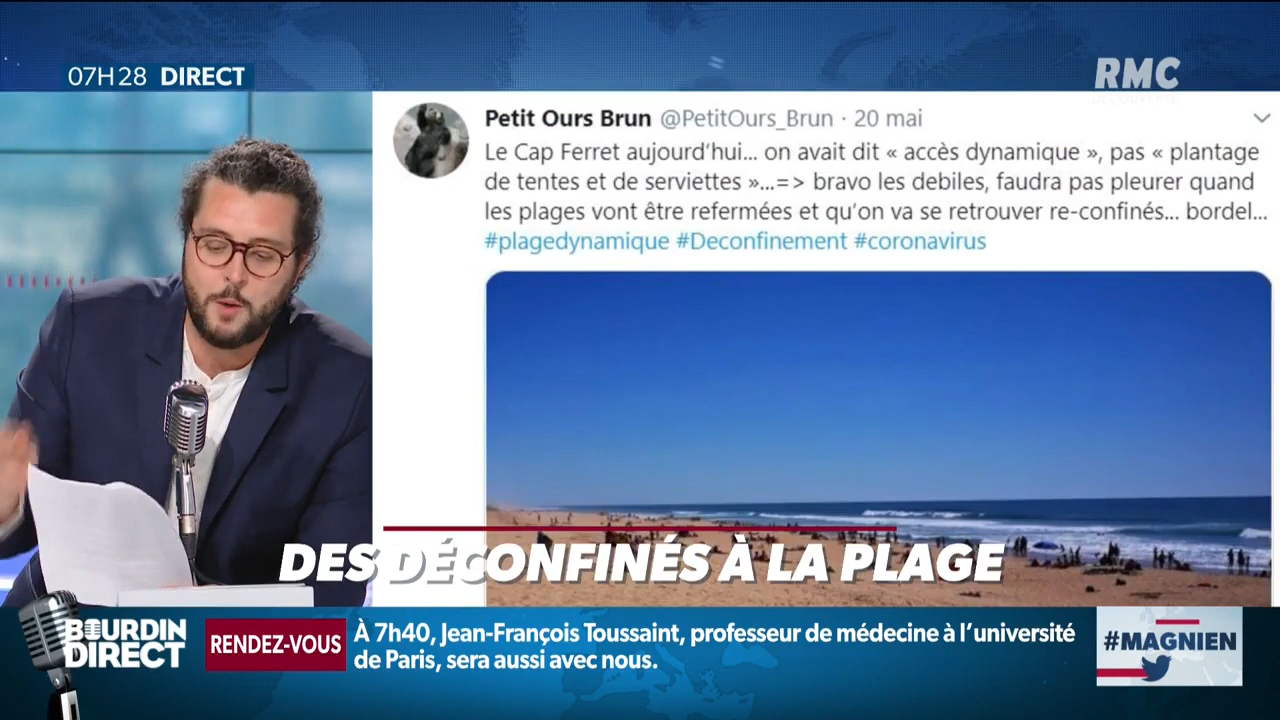 07H28 DIRECT
RMC
DÉCOUVERTE
Petit Ours Brun @PetitOurs_Brun · 20 mai
Le Cap Ferret aujourd'hui... on avait dit « accès dynamique », pas « plantage
de tentes et de serviettes »...=> bravo les debiles, faudra pas pleurer quand
les plages vont être refermées et qu'on va se retrouver re-confinés... bordel...
#plagedynamique #Deconfinement #coronavirus
DES DÉCONFINÉS À LA PLAGE
BOURDIN
DIRECT
RENDEZ-VOUS
À 7h40, Jean-François Toussaint, professeur de médecine à l'université
de Paris, sera aussi avec nous.
#MAGNIEN